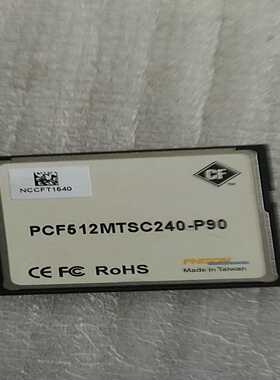 NCCFT1640
CF
PCF512MTSC240-P90
CE FC RoHS
Made in Taiwan